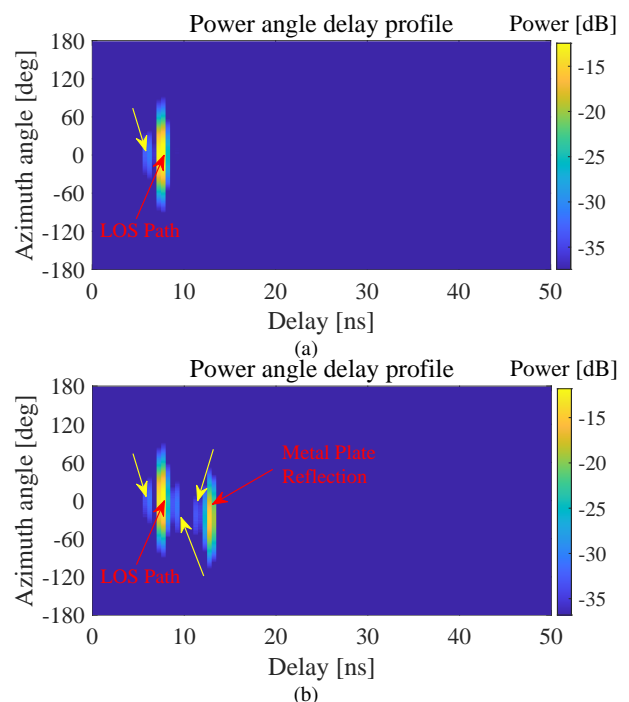 Power angle delay profile
Power [dB]
Azimuth angle [deg]
180
120
60
0
-60
-120
-180
LOS Path
-15
-20
-25
-30
-35
0
10
20
30
40
50
Delay [ns]
(a)
Power angle delay profile
Power [dB]
Azimuth angle [deg]
180
120
60
0
-60
-120
-180
Metal Plate
Reflection
LOS Path
-15
-20
-25
-30
-35
0
10
20
30
40
50
Delay [ns]
(b)